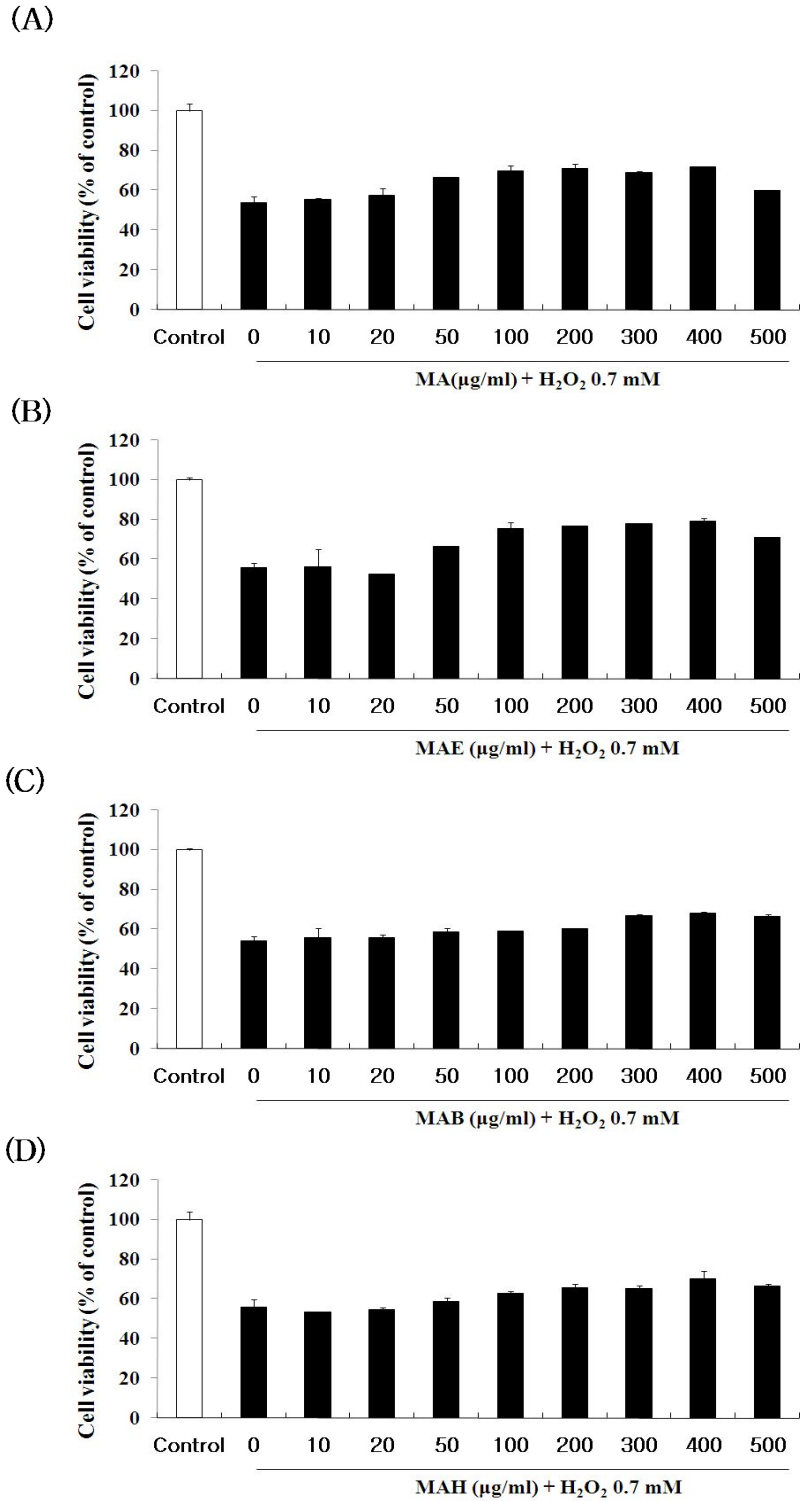 (A)
Cell viability (% of control)
120
100
80
60
40
20
0
Control 0 10 20 50 100 200 300 400 500
MA(μg/ml) + H₂O₂ 0.7 mM
(B)
Cell viability (% of control)
120
100
80
60
40
20
0
Control 0 10 20 50 100 200 300 400 500
MAE (μg/ml) + H₂O₂ 0.7 mM
(C)
Cell viability (% of control)
120
100
80
60
40
20
0
Control 0 10 20 50 100 200 300 400 500
MAB (μg/ml) + H₂O₂ 0.7 mM
(D)
Cell viability (% of control)
120
100
80
60
40
20
0
Control 0 10 20 50 100 200 300 400 500
MAH (μg/ml) + H₂O₂ 0.7 mM